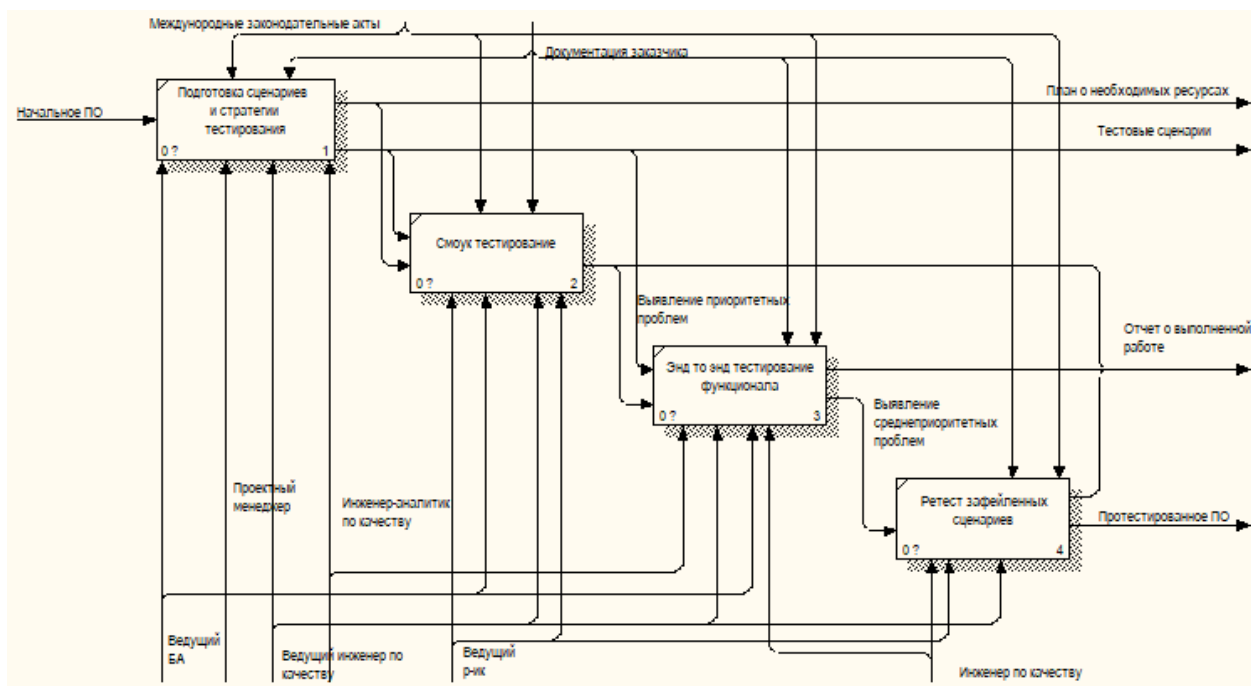 Международные законодательные акты
Документация заказчика
Начальное ПО
Подготовка сценариев
и стратегии
тестирования
0 ?
1
План о необходимых ресурсах
Тестовые сценарии
Смоук тестирование
0 ?
2
Выявление приоритетных
проблем
Энд то энд тестирование
функционала
0 ?
3
Отчет о выполненной
работе
Выявление
среднеприоритетных
проблем
Проектный
менеджер
Инженер-аналитик
по качеству
Ретест зафейленных
сценариев
0 ?
4
Протестированное ПО
Ведущий
БА
Ведущий инженер по
качеству
Ведущий
р-ик
Инженер по качеству